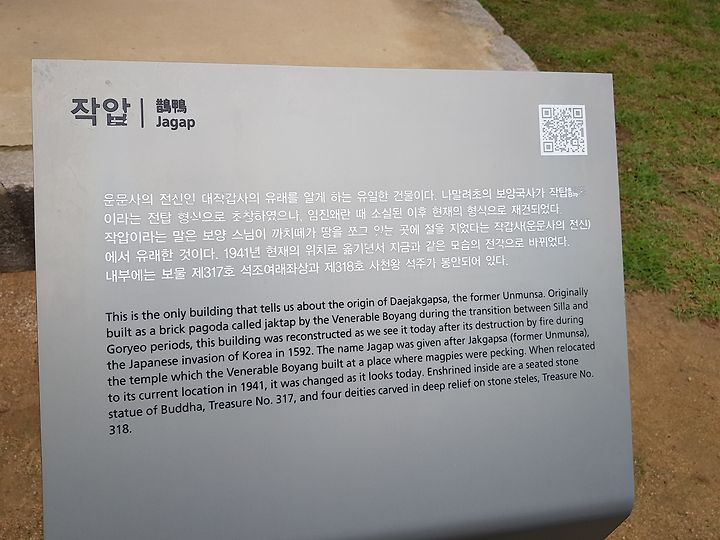 작압 | 鵲鴨
Jagap
운문사의 전신인 대작갑사의 유래를 알게 하는 유일한 건물이다. 나말려초의 보양국사가 작탑
이라는 전탑 형식으로 초창하였으나, 임진왜란 때 소실된 이후 현재의 형식으로 재건되었다.
작압이라는 말은 보양 스님이 까치떼가 땅을 쪼고 있는 곳에 절을 지었다는 작갑사(운문사의 전신)
에서 유래한 것이다. 1941년 현재의 위치로 옮기면서 지금과 같은 모습의 전각으로 바뀌었다.
내부에는 보물 제317호 석조여래좌상과 제318호 사천왕 석주가 봉안되어 있다.
This is the only building that tells us about the origin of Daejakgapsa, the former Unmunsa. Originally
built as a brick pagoda called jaktap by the Venerable Boyang during the transition between Silla and
Goryeo periods, this building was reconstructed as we see it today after its destruction by fire during
the Japanese invasion of Korea in 1592. The name Jagap was given after Jakgapsa (former Unmunsa),
the temple which the Venerable Boyang built at a place where magpies were pecking. When relocated
to its current location in 1941, it was changed as it looks today. Enshrined inside are a seated stone
statue of Buddha, Treasure No. 317, and four deities carved in deep relief on stone steles, Treasure No.
318.